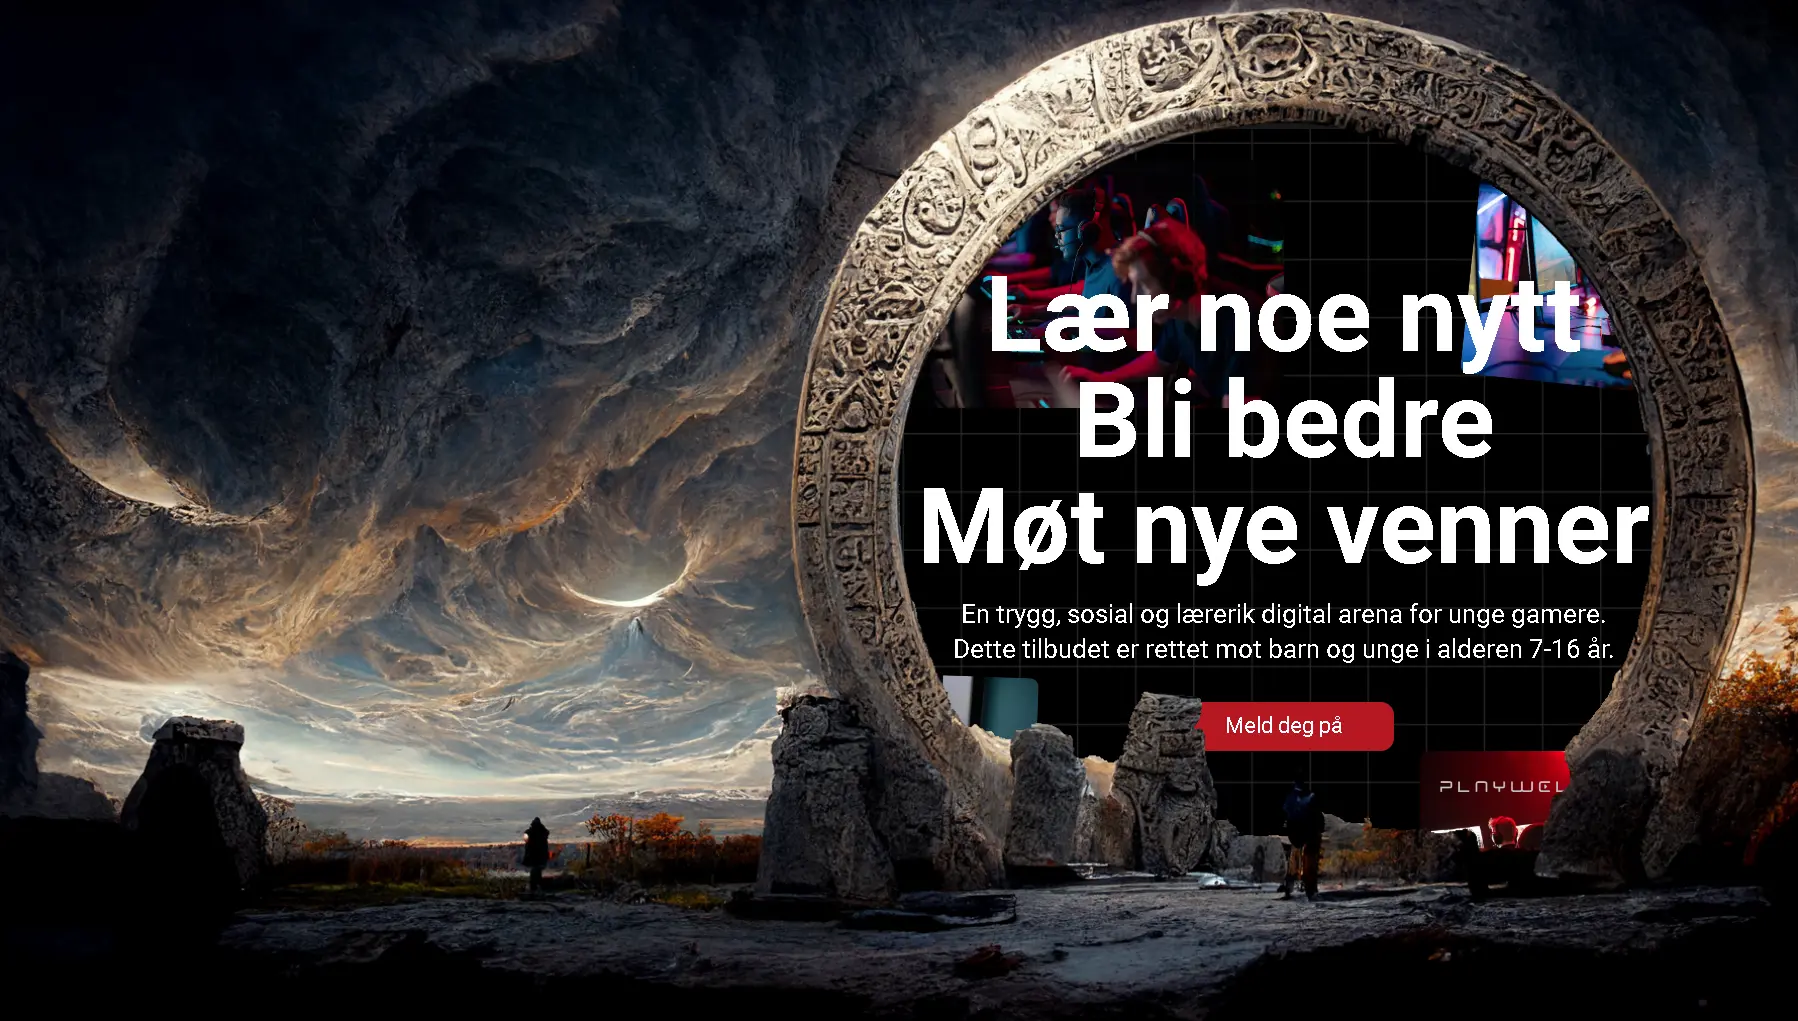 Lær noe nytt
Bli bedre
Møt nye venner
En trygg, sosial og lærerik digital arena for unge gamere.
Dette tilbudet er rettet mot barn og unge i alderen 7-16 år.
Meld deg på
PLAYWEL